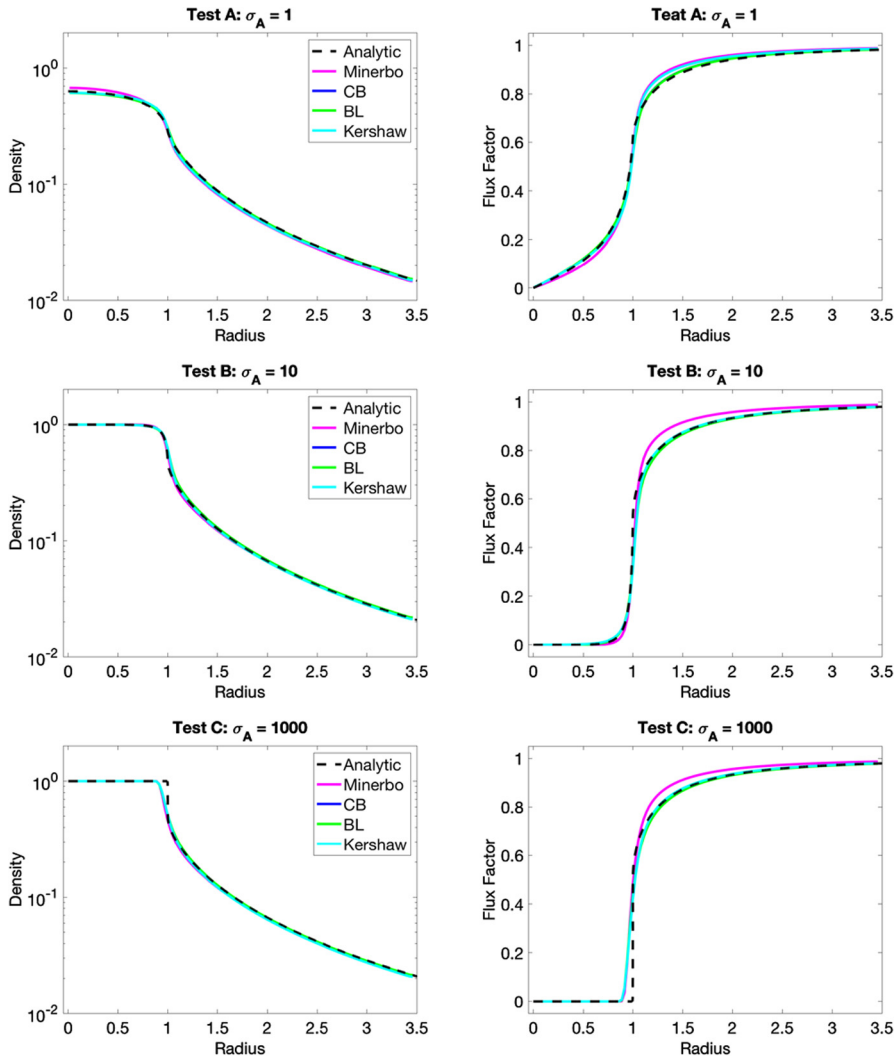 Test A: σA = 1
Density
10^0
10^-1
10^-2
0 0.5 1 1.5 2 2.5 3 3.5
Radius
Analytic
Minerbo
CB
BL
Kershaw
Teat A: σA = 1
Flux Factor
1
0.8
0.6
0.4
0.2
0
0 0.5 1 1.5 2 2.5 3 3.5
Radius
Test B: σA = 10
Density
10^0
10^-1
10^-2
0 0.5 1 1.5 2 2.5 3 3.5
Radius
Analytic
Minerbo
CB
BL
Kershaw
Test B: σA = 10
Flux Factor
1
0.8
0.6
0.4
0.2
0
0 0.5 1 1.5 2 2.5 3 3.5
Radius
Test C: σA = 1000
Density
10^0
10^-1
10^-2
0 0.5 1 1.5 2 2.5 3 3.5
Radius
Analytic
Minerbo
CB
BL
Kershaw
Test C: σA = 1000
Flux Factor
1
0.8
0.6
0.4
0.2
0
0 0.5 1 1.5 2 2.5 3 3.5
Radius